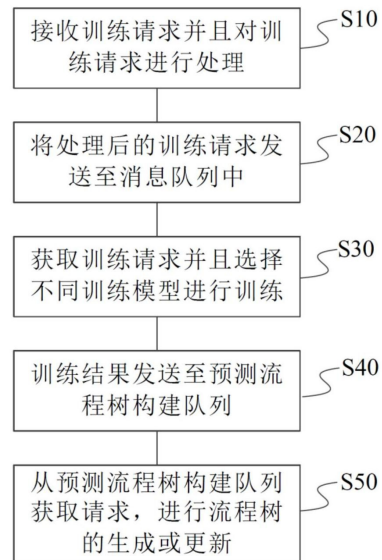 接收训练请求并且对训
练请求进行处理
S10
将处理后的训练请求发
送至消息队列中
S20
获取训练请求并且选择
不同训练模型进行训练
S30
训练结果发送至预测流
程树构建队列
S40
从预测流程树构建队列
获取请求，进行流程树
的生成或更新
S50